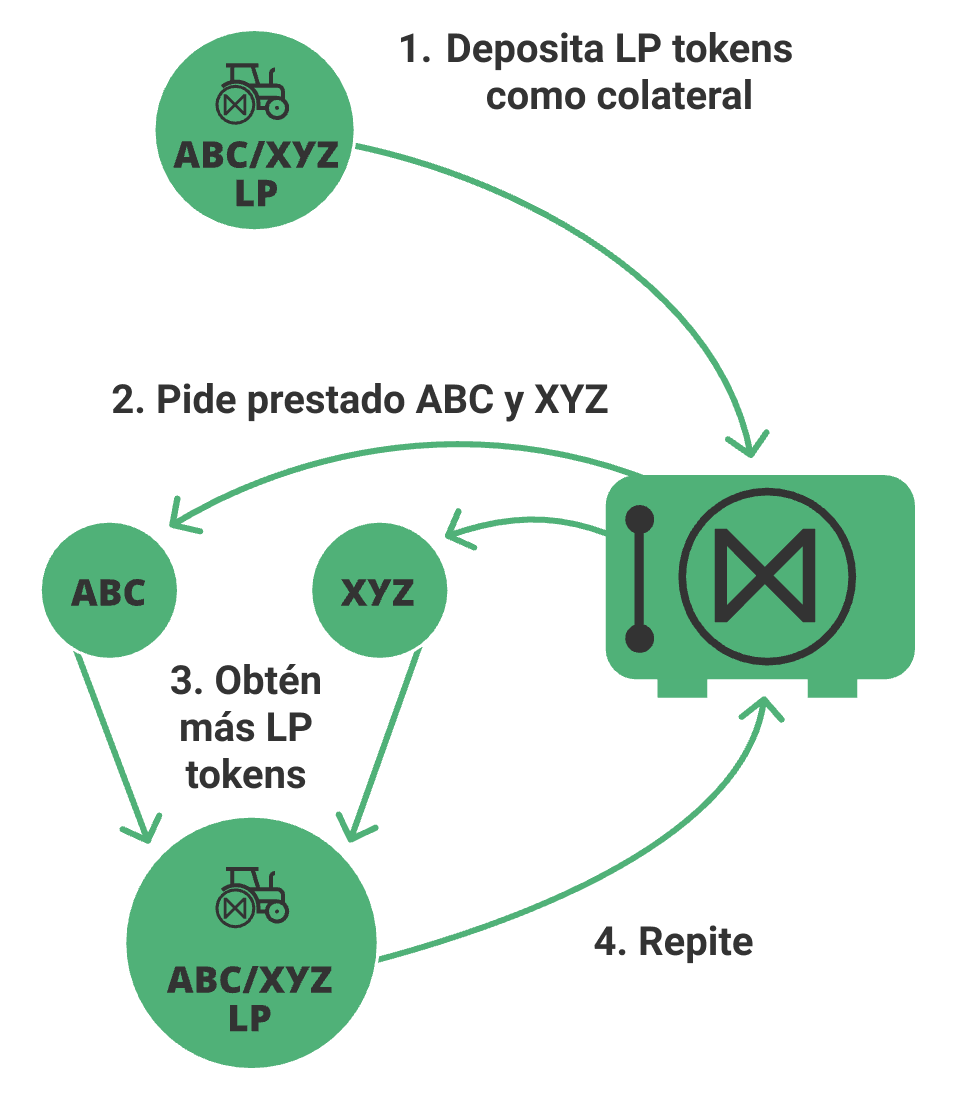 1. Deposita LP tokens
como colateral
ABC/XYZ
LP
2. Pide prestado ABC y XYZ
ABC
XYZ
3. Obtén
más LP
tokens
ABC/XYZ
LP
4. Repite